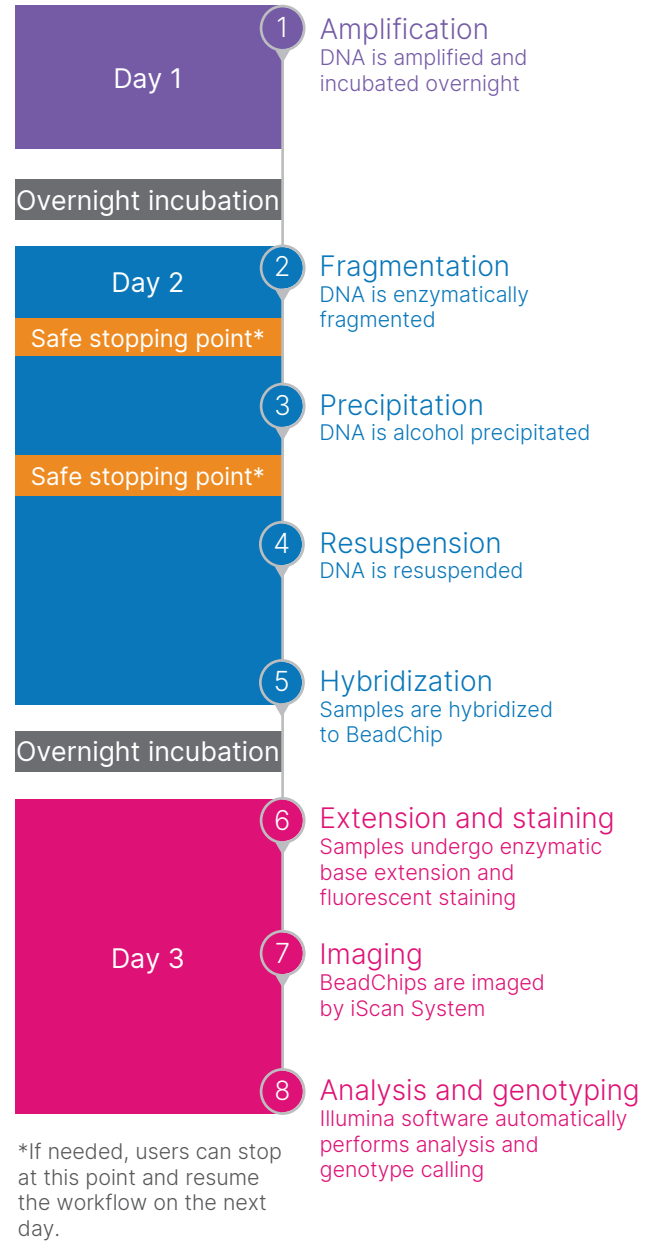 Day 1
1
Amplification
DNA is amplified and
incubated overnight
Overnight incubation
Day 2
2
Fragmentation
DNA is enzymatically
fragmented
Safe stopping point*
3
Precipitation
DNA is alcohol precipitated
Safe stopping point*
4
Resuspension
DNA is resuspended
5
Hybridization
Samples are hybridized
to BeadChip
Overnight incubation
6
Extension and staining
Samples undergo enzymatic
base extension and
fluorescent staining
Day 3
7
Imaging
BeadChips are imaged
by iScan System
8
Analysis and genotyping
Illumina software automatically
performs analysis and
genotype calling
*If needed, users can stop
at this point and resume
the workflow on the next
day.